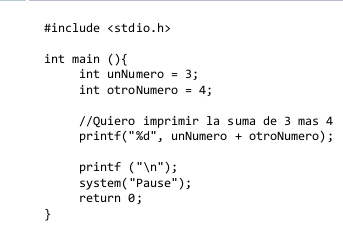 #include <stdio.h>

int main (){
     int unNumero = 3;
     int otroNumero = 4;

     //Quiero imprimir la suma de 3 mas 4
     printf("%d", unNumero + otroNumero);

     printf ("\n");
     system("Pause");
     return 0;
}